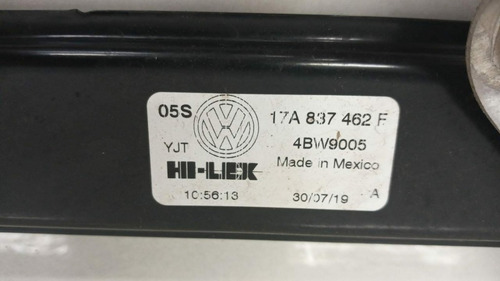 05S 17A 837 462 F
YJT 4BW9005
HI-LEX Made in Mexico
10:56:13 30/07/19 A